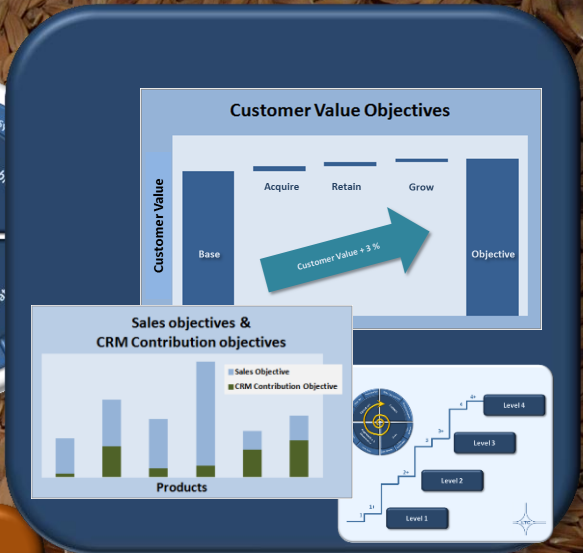 Customer Value Objectives
Customer Value
Acquire
Retain
Grow
Base
Customer Value + 3 %
Objective
Sales objectives &
CRM Contribution objectives
Sales Objective
CRM Contribution Objective
Products
4+
4
Level 4
3+
3
Level 3
2+
2
Level 2
1+
1
Level 1